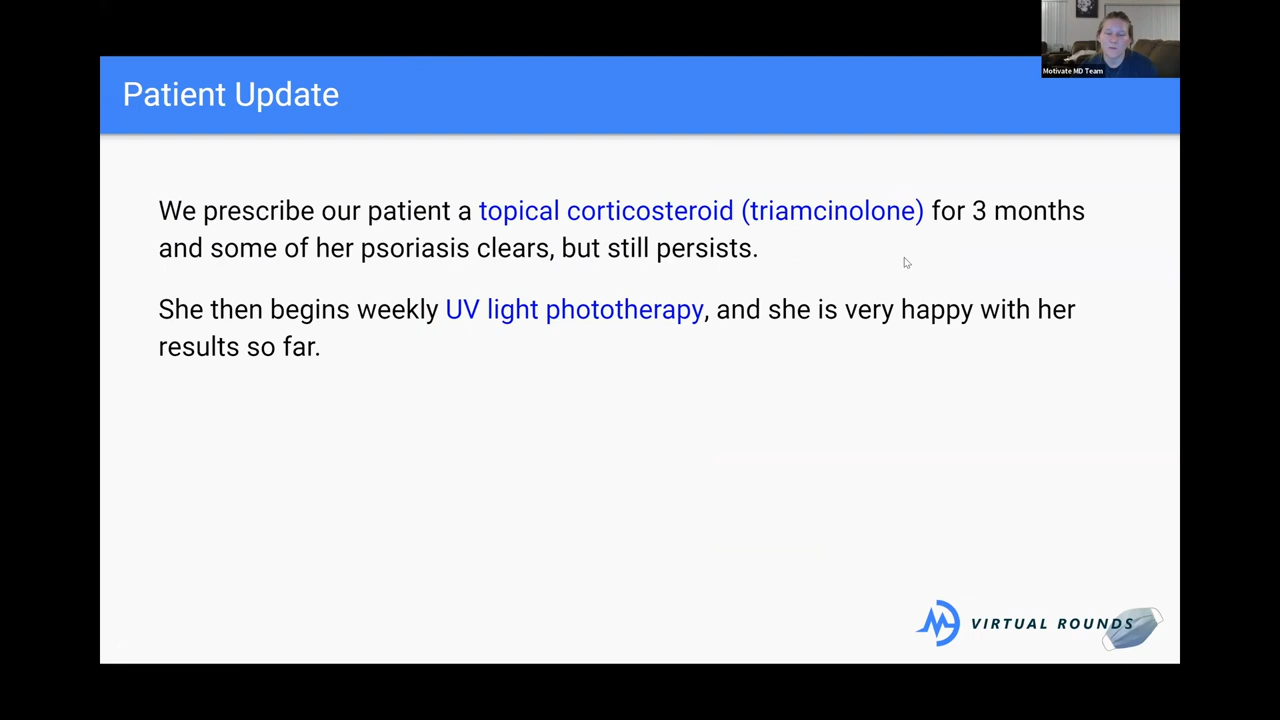 Motivate MD Team
Patient Update
We prescribe our patient a topical corticosteroid (triamcinolone) for 3 months
and some of her psoriasis clears, but still persists.
She then begins weekly UV light phototherapy, and she is very happy with her
results so far.
VIRTUAL ROUNDS